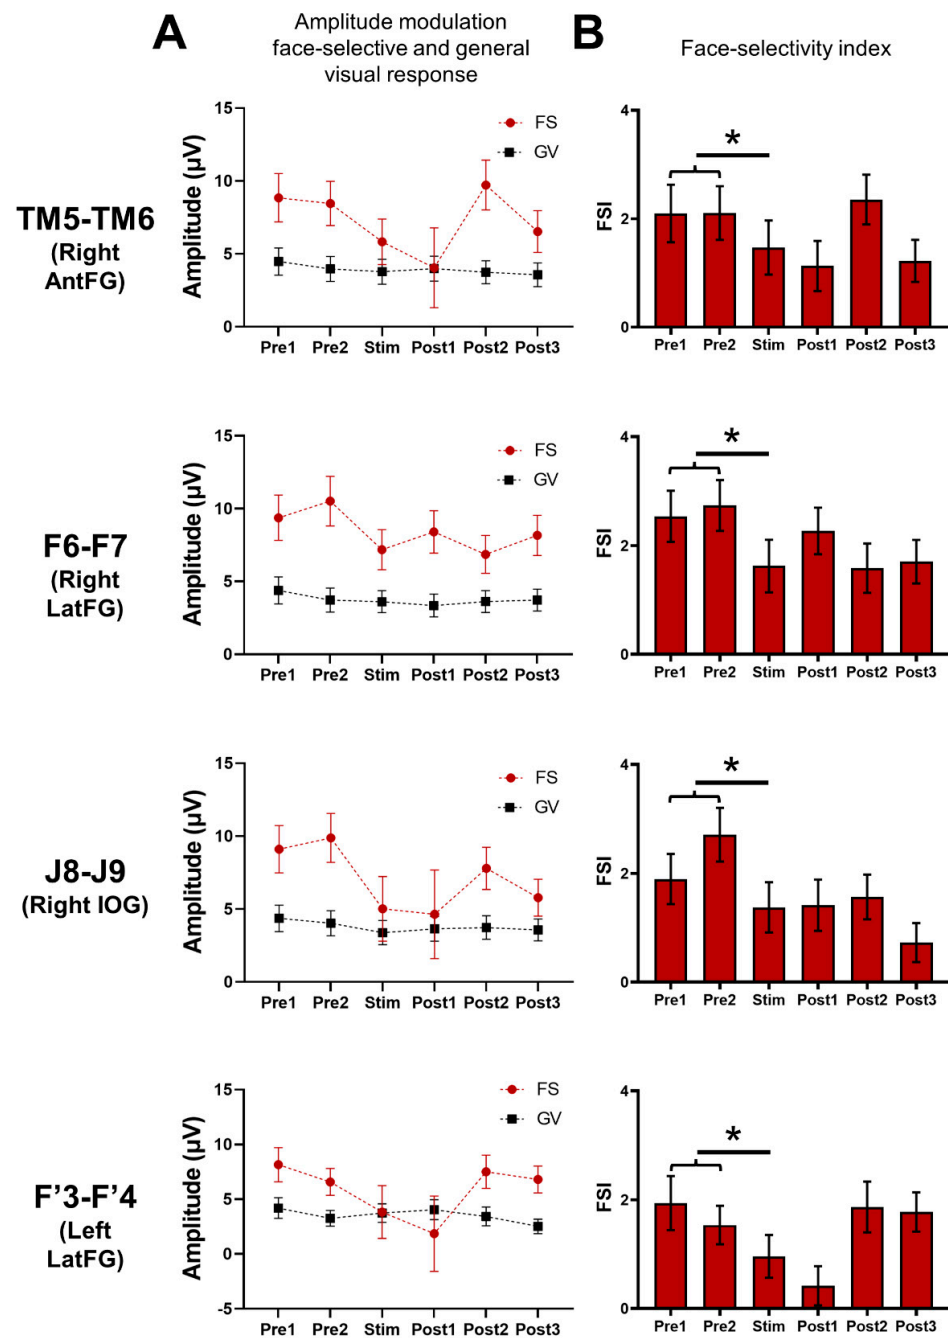 A
Amplitude modulation
face-selective and general
visual response
B
Face-selectivity index
TM5-TM6
(Right
AntFG)
Amplitude (µV)
15
10
5
0
FS
GV
Pre1 Pre2 Stim Post1 Post2 Post3
FSI
4
2
0
*
Pre1 Pre2 Stim Post1 Post2 Post3
F6-F7
(Right
LatFG)
Amplitude (µV)
15
10
5
0
FS
GV
Pre1 Pre2 Stim Post1 Post2 Post3
FSI
4
2
0
*
Pre1 Pre2 Stim Post1 Post2 Post3
J8-J9
(Right IOG)
Amplitude (µV)
15
10
5
0
FS
GV
Pre1 Pre2 Stim Post1 Post2 Post3
FSI
4
2
0
*
Pre1 Pre2 Stim Post1 Post2 Post3
F’3-F’4
(Left
LatFG)
Amplitude (µV)
15
10
5
0
-5
FS
GV
Pre1 Pre2 Stim Post1 Post2 Post3
FSI
4
2
0
*
Pre1 Pre2 Stim Post1 Post2 Post3